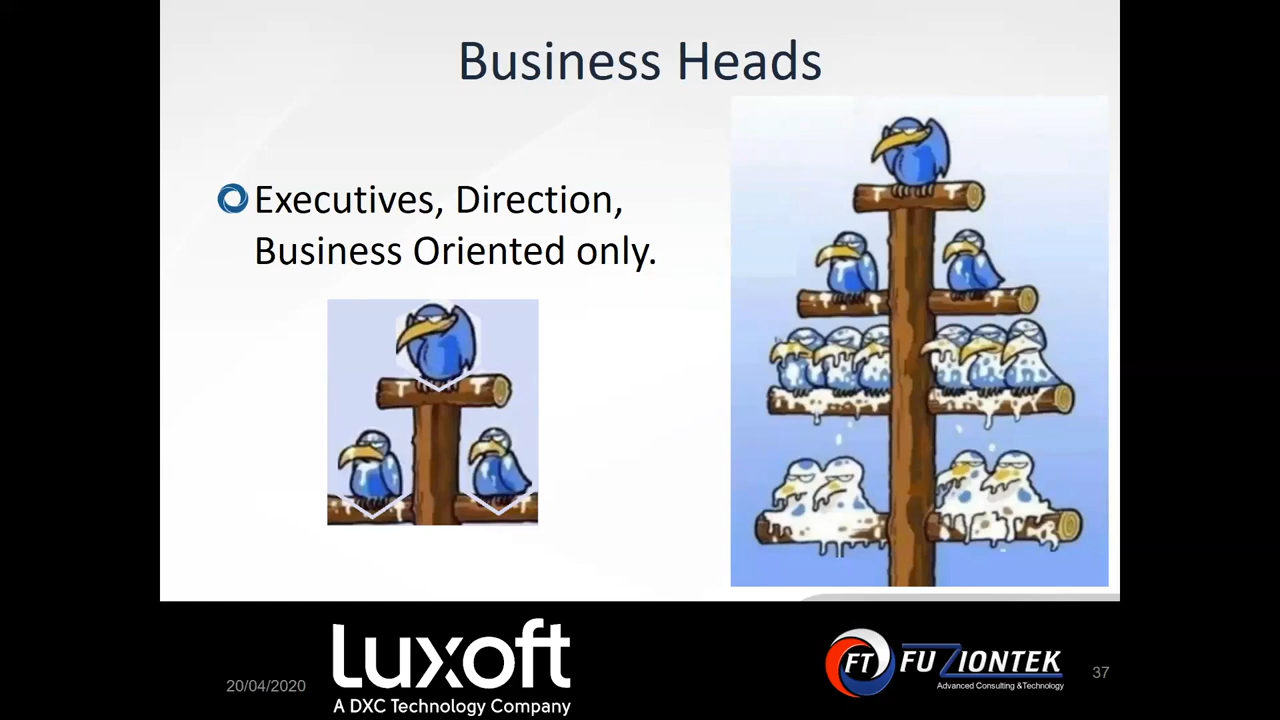 Business Heads
Executives, Direction,
Business Oriented only.
20/04/2020
Luxoft
A DXC Technology Company
FT
FUZIONTEK
Advanced Consulting &Technology
37